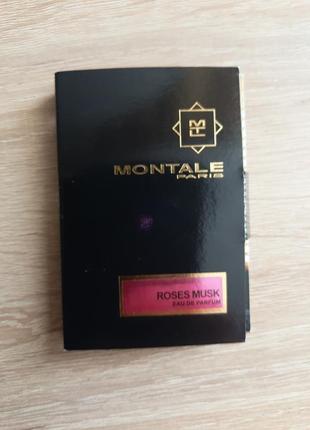 MONTALE
PARIS
ROSES MUSK
EAU DE PARFUM